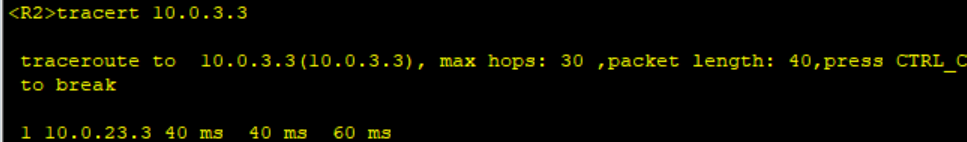 <R2>tracert 10.0.3.3
traceroute to  10.0.3.3(10.0.3.3), max hops: 30 ,packet length: 40,press CTRL_C
to break
1 10.0.23.3 40 ms  40 ms  60 ms